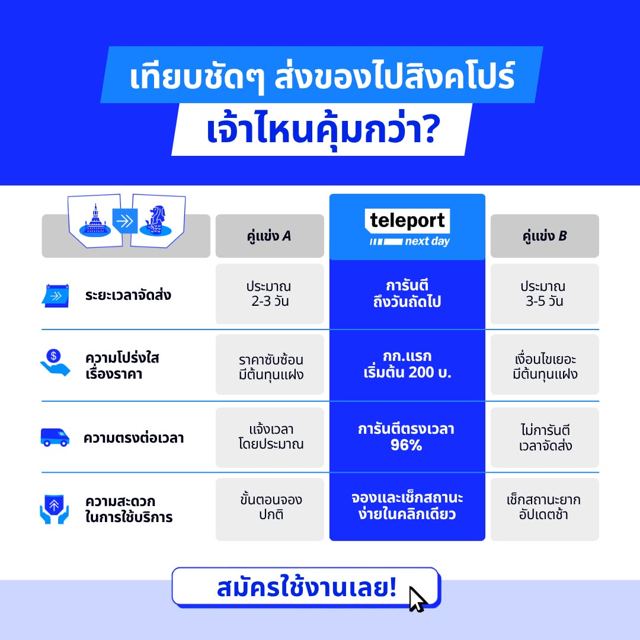 เทียบชัดๆ ส่งของไปสิงคโปร์
เจ้าไหนคุ้มกว่า?
คู่แข่ง A
teleport
next day
คู่แข่ง B
ระยะเวลาจัดส่ง
ประมาณ
2-3 วัน
การันตี
ถึงวันถัดไป
ประมาณ
3-5 วัน
ความโปร่งใส
เรื่องราคา
ราคาซับซ้อน
มีต้นทุนแฝง
กก.แรก
เริ่มต้น 200 บ.
เงื่อนไขเยอะ
มีต้นทุนแฝง
ความตรงต่อเวลา
แจ้งเวลา
โดยประมาณ
การันตีตรงเวลา
96%
ไม่การันตี
เวลาจัดส่ง
ความสะดวก
ในการใช้บริการ
ขั้นตอนจอง
ปกติ
จองและเช็กสถานะ
ง่ายในคลิกเดียว
เช็กสถานะยาก
อัปเดตช้า
สมัครใช้งานเลย!